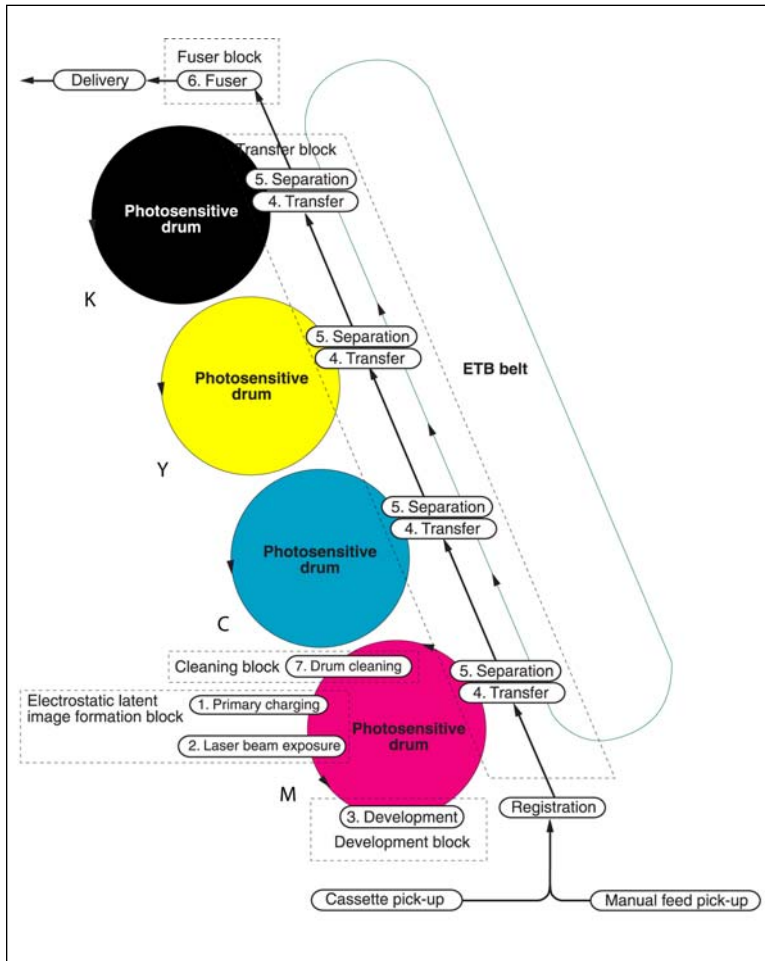 Fuser block
Delivery
6. Fuser
Transfer block
5. Separation
4. Transfer
Photosensitive
drum
K
5. Separation
4. Transfer
ETB belt
Photosensitive
drum
Y
5. Separation
4. Transfer
Photosensitive
drum
C
Cleaning block
7. Drum cleaning
5. Separation
4. Transfer
Electrostatic latent
image formation block
1. Primary charging
Photosensitive
drum
2. Laser beam exposure
M
Registration
3. Development
Development block
Cassette pick-up
Manual feed pick-up